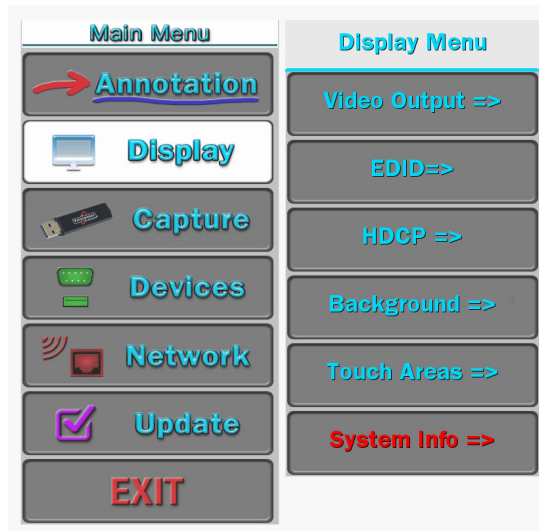 Main Menu
Annotation
Display
Capture
Devices
Network
Update
EXIT
Display Menu
Video Output =>
EDID=>
HDCP =>
Background =>
Touch Areas =>
System Info =>